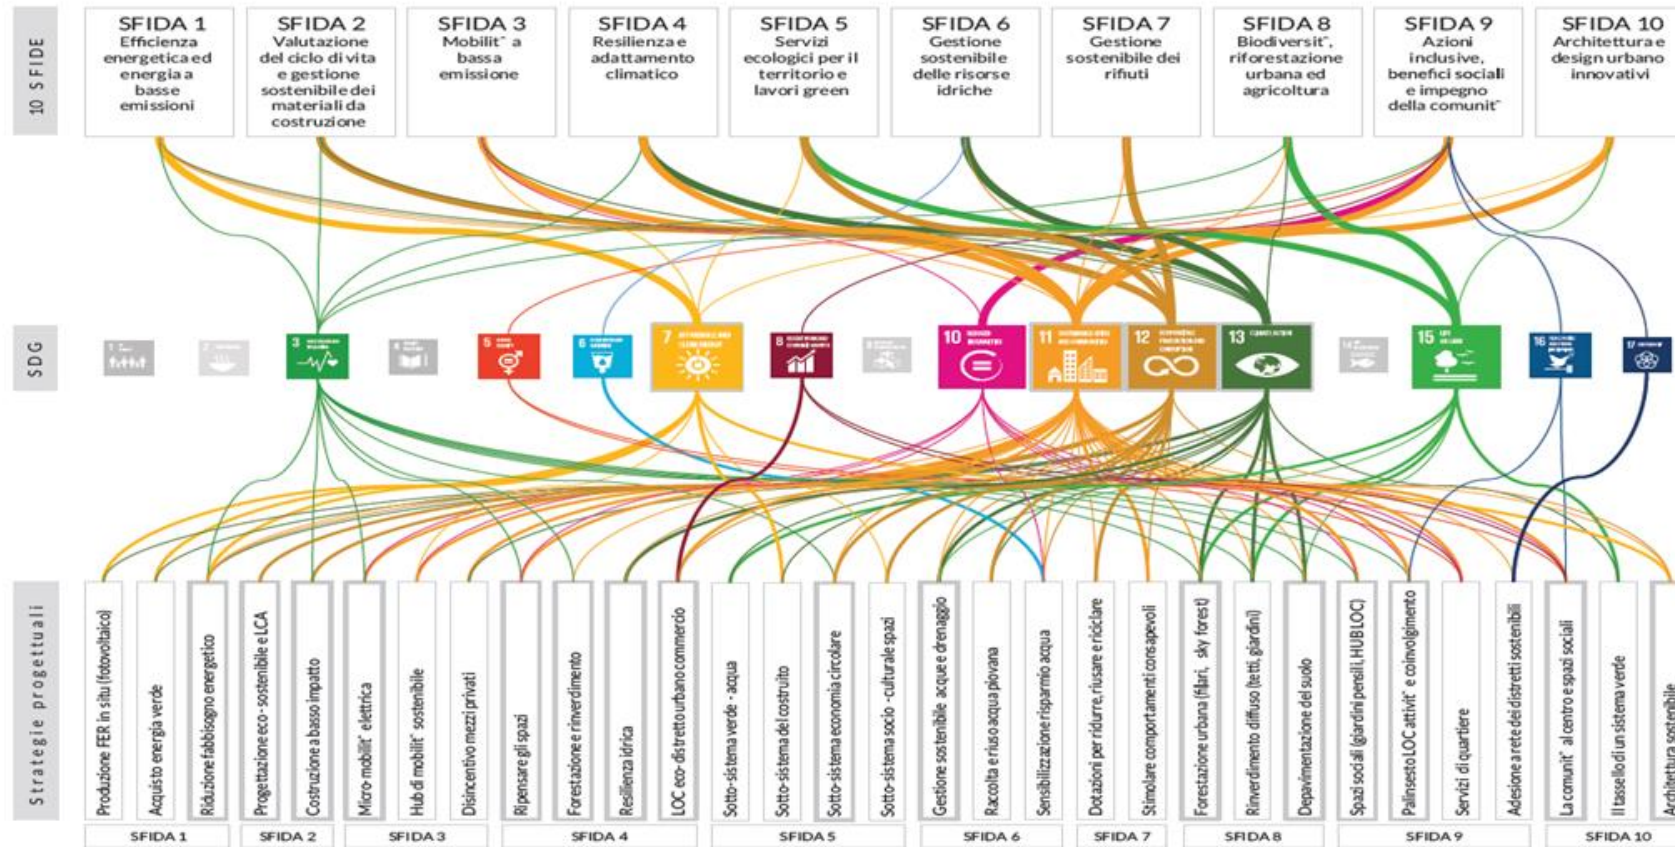 10 SFIDE
SFIDA 1
Efficienza
energetica ed
energia a
basse
emissioni
SFIDA 2
Valutazione
del ciclo di vita
e gestione
sostenibile dei
materiali da
costruzione
SFIDA 3
Mobilit˜ a
bassa
emissione
SFIDA 4
Resilienza e
adattamento
climatico
SFIDA 5
Servizi
ecologici per il
territorio e
lavori green
SFIDA 6
Gestione
sostenibile
delle risorse
idriche
SFIDA 7
Gestione
sostenibile dei
rifiuti
SFIDA 8
Biodiversit˜,
riforestazione
urbana ed
agricoltura
SFIDA 9
Azioni
inclusive,
benefici sociali
e impegno
della comunit˜
SFIDA 10
Architettura e
design urbano
innovativi
SDG
1
2
3
4
5
6
7
8
10
11
12
13
CLIMATE ACTION
14
15
16
17
Strategie progettuali
Produzione FER in situ (fotovoltaico)
Acquisto energia verde
Riduzione fabbisogno energetico
Progettazione eco-sostenibile e LCA
Costruzione a basso impatto
Micro-mobilit˜ elettrica
Hub di mobilit˜ sostenibile
Disincentivo mezzi privati
Ripensare gli spazi
Forestazione e rinverdimento
Resilienza idrica
LOC eco-distretto urbano commercio
Sotto-sistema verde - acqua
Sotto-sistema del costruito
Sotto-sistema economia circolare
Sotto-sistema socio - culturale spazi
Gestione sostenibile acque e drenaggio
Raccolta e riuso acqua piovana
Sensibilizzazione risparmio acqua
Dotazioni per ridurre, riusare e riciclare
Stimolare comportamenti consapevoli
Forestazione urbana (filari, sky forest)
Rinverdimento diffuso (tetti, giardini)
Depavimentazione del suolo
Spazi sociali (giardini pensili, HUB LOC)
Palinsesto LOC attivit˜ e coinvolgimento
Servizi di quartiere
Adesione a rete dei distretti sostenibili
La comunit˜ al centro e spazi sociali
Il tassello di un sistema verde
Architettura sostenibile
SFIDA 1
SFIDA 2
SFIDA 3
SFIDA 4
SFIDA 5
SFIDA 6
SFIDA 7
SFIDA 8
SFIDA 9
SFIDA 10